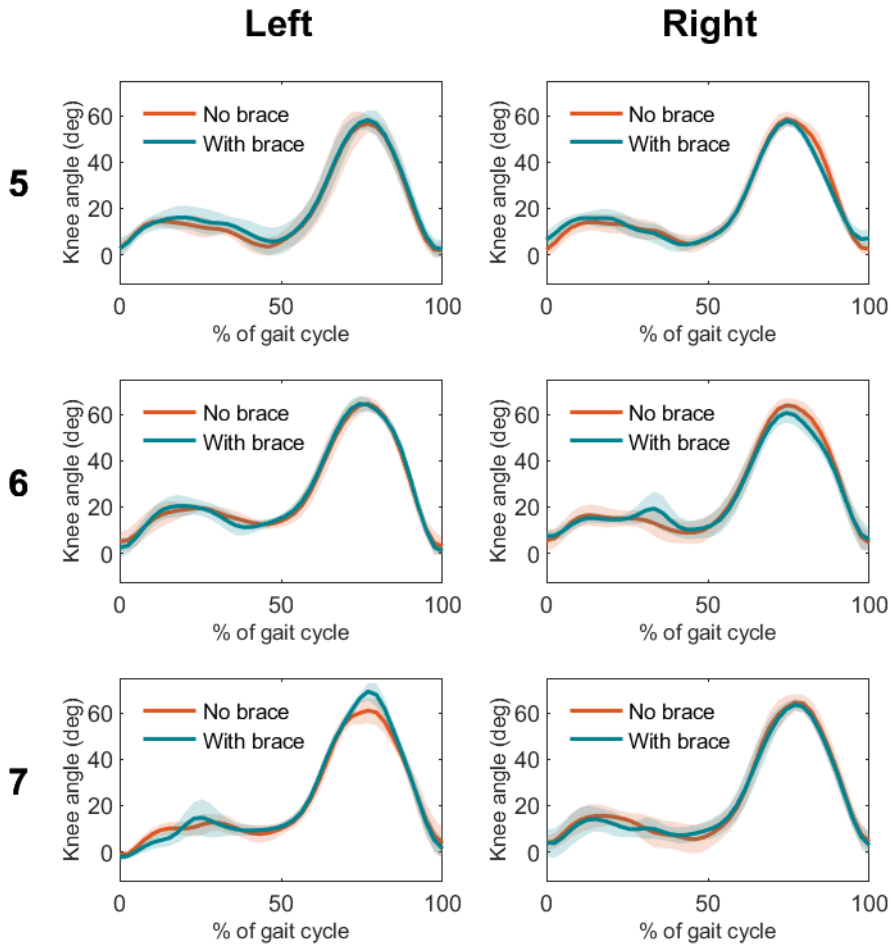 Left
Right
5
Knee angle (deg)
60
40
20
0
No brace
With brace
0
50
100
% of gait cycle
Knee angle (deg)
60
40
20
0
No brace
With brace
0
50
100
% of gait cycle
6
Knee angle (deg)
60
40
20
0
No brace
With brace
0
50
100
% of gait cycle
Knee angle (deg)
60
40
20
0
No brace
With brace
0
50
100
% of gait cycle
7
Knee angle (deg)
60
40
20
0
No brace
With brace
0
50
100
% of gait cycle
Knee angle (deg)
60
40
20
0
No brace
With brace
0
50
100
% of gait cycle